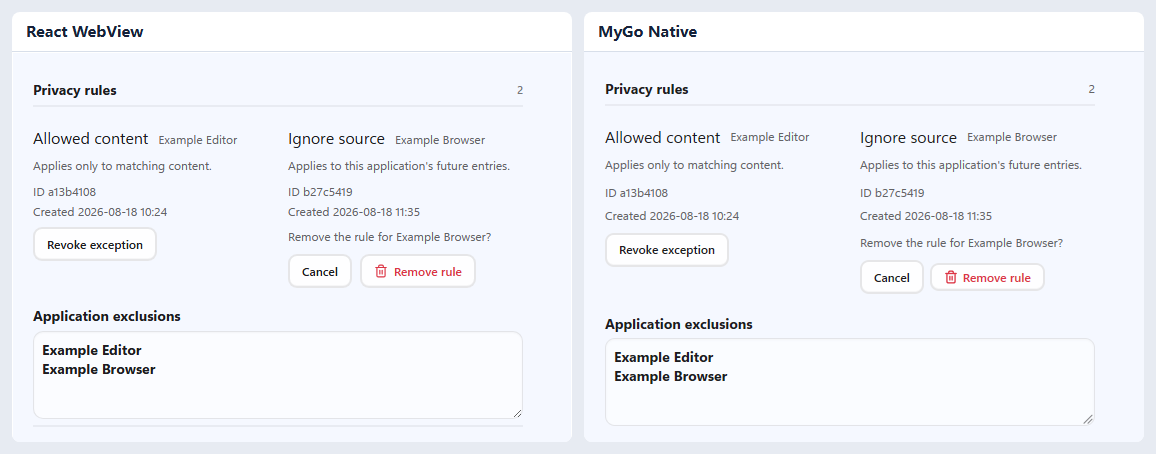 React WebView
Privacy rules 2
Allowed content Example Editor
Applies only to matching content.
ID a13b4108
Created 2026-08-18 10:24
Revoke exception
Ignore source Example Browser
Applies to this application's future entries.
ID b27c5419
Created 2026-08-18 11:35
Remove the rule for Example Browser?
Cancel Remove rule
Application exclusions
Example Editor
Example Browser
MyGo Native
Privacy rules 2
Allowed content Example Editor
Applies only to matching content.
ID a13b4108
Created 2026-08-18 10:24
Revoke exception
Ignore source Example Browser
Applies to this application's future entries.
ID b27c5419
Created 2026-08-18 11:35
Remove the rule for Example Browser?
Cancel Remove rule
Application exclusions
Example Editor
Example Browser